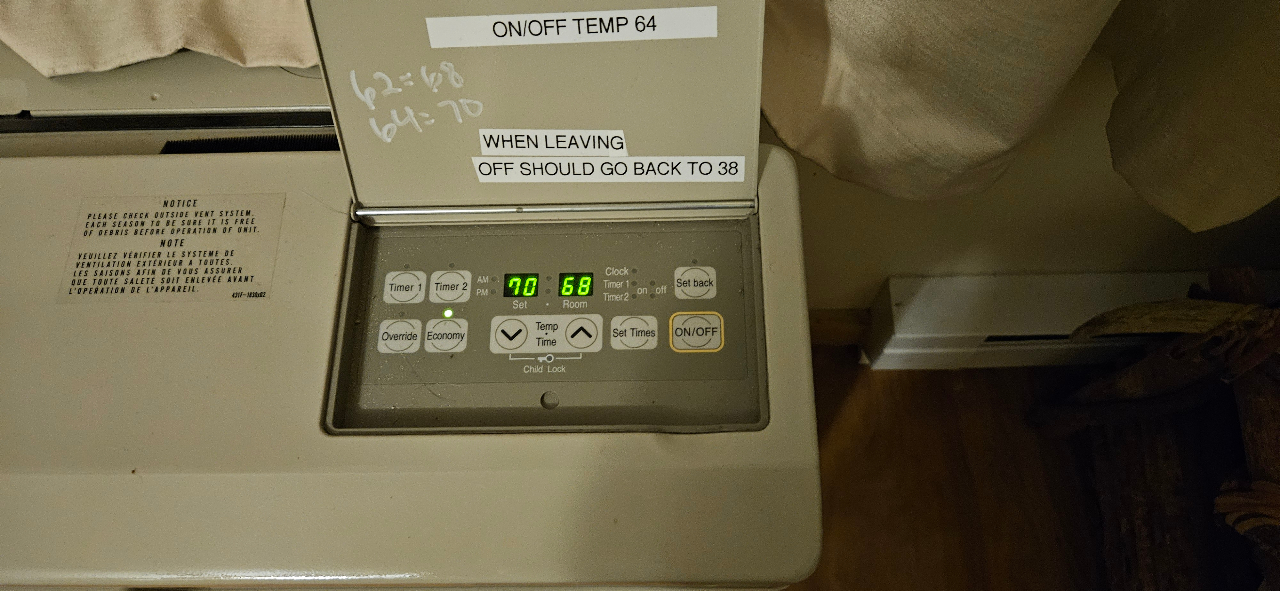 ON/OFF TEMP 64
62=68
64=70
WHEN LEAVING
OFF SHOULD GO BACK TO 38
NOTICE
PLEASE CHECK OUTSIDE VENT SYSTEM,
EACH SEASON TO BE SURE IT IS FREE
OF DEBRIS BEFORE OPERATION OF UNIT.
NOTE
VEUILLEZ VÉRIFIER LE SYSTEME DE
VENTILATION EXTERIEUR A TOUTES.
LES SAISONS AFIN DE VOUS ASSURER
QUE TOUTE SALETÉ SOIT ENLEVÉE AVANT
L'OPERATION DE L'APPAREIL.
Timer 1 Timer 2 AM PM 70 68 Clock Timer 1 Timer2 on off Set back
Set Room
Override Economy Temp Time Set Times ON/OFF
Child Lock